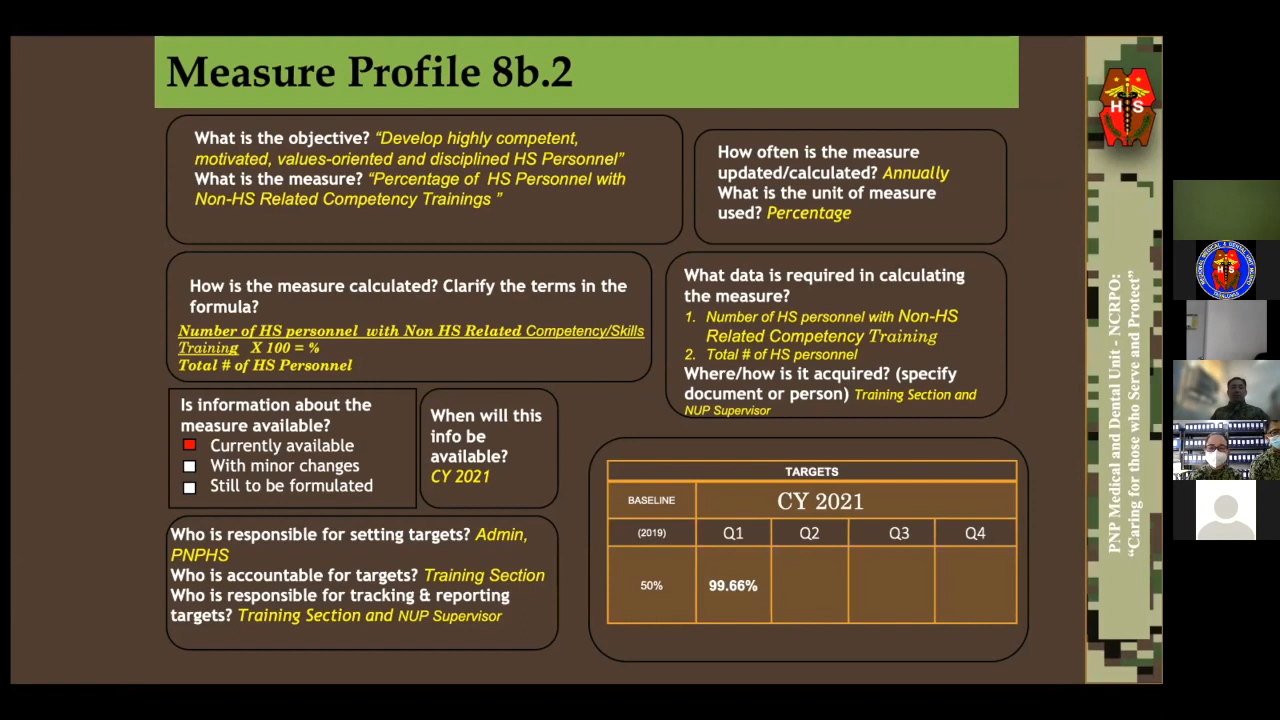 Measure Profile 8b.2
What is the objective? “Develop highly competent,
motivated, values-oriented and disciplined HS Personnel”
What is the measure? “Percentage of HS Personnel with
Non-HS Related Competency Trainings ”
How often is the measure
updated/calculated? Annually
What is the unit of measure
used? Percentage
How is the measure calculated? Clarify the terms in the
formula?
Number of HS personnel with Non HS Related Competency/Skills
Training X 100 = %
Total # of HS Personnel
What data is required in calculating
the measure?
1. Number of HS personnel with Non-HS
Related Competency Training
2. Total # of HS personnel
Where/how is it acquired? (specify
document or person) Training Section and
NUP Supervisor
Is information about the
measure available?
Currently available
With minor changes
Still to be formulated
When will this
info be
available?
CY 2021
Who is responsible for setting targets? Admin,
PNPHS
Who is accountable for targets? Training Section
Who is responsible for tracking & reporting
targets? Training Section and NUP Supervisor
TARGETS
BASELINE CY 2021
(2019) Q1 Q2 Q3 Q4
50% 99.66%
H S
PNP Medical and Dental Unit - NCRPO:
“Caring for those who Serve and Protect”